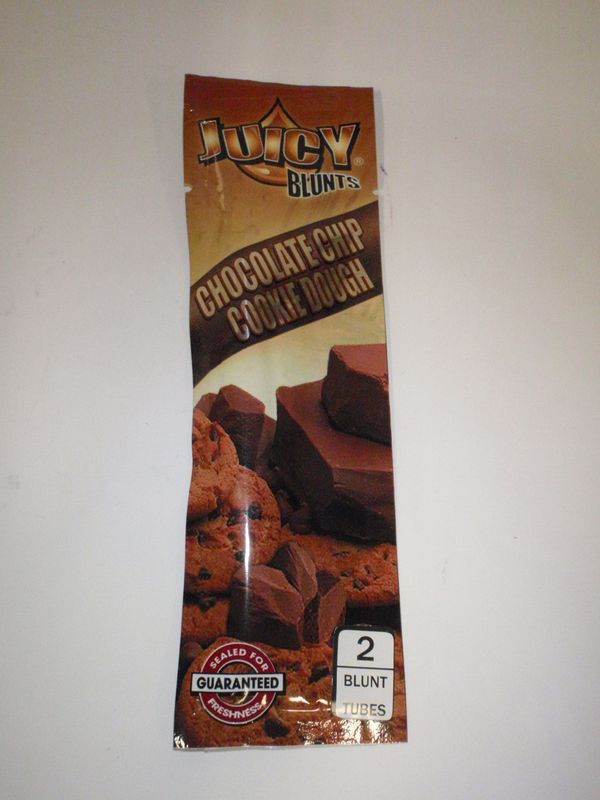 JUICY®
BLUNTS
CHOCOLATE CHIP
COOKIE DOUGH
SEALED FOR
GUARANTEED
FRESHNESS
2
BLUNT
TUBES